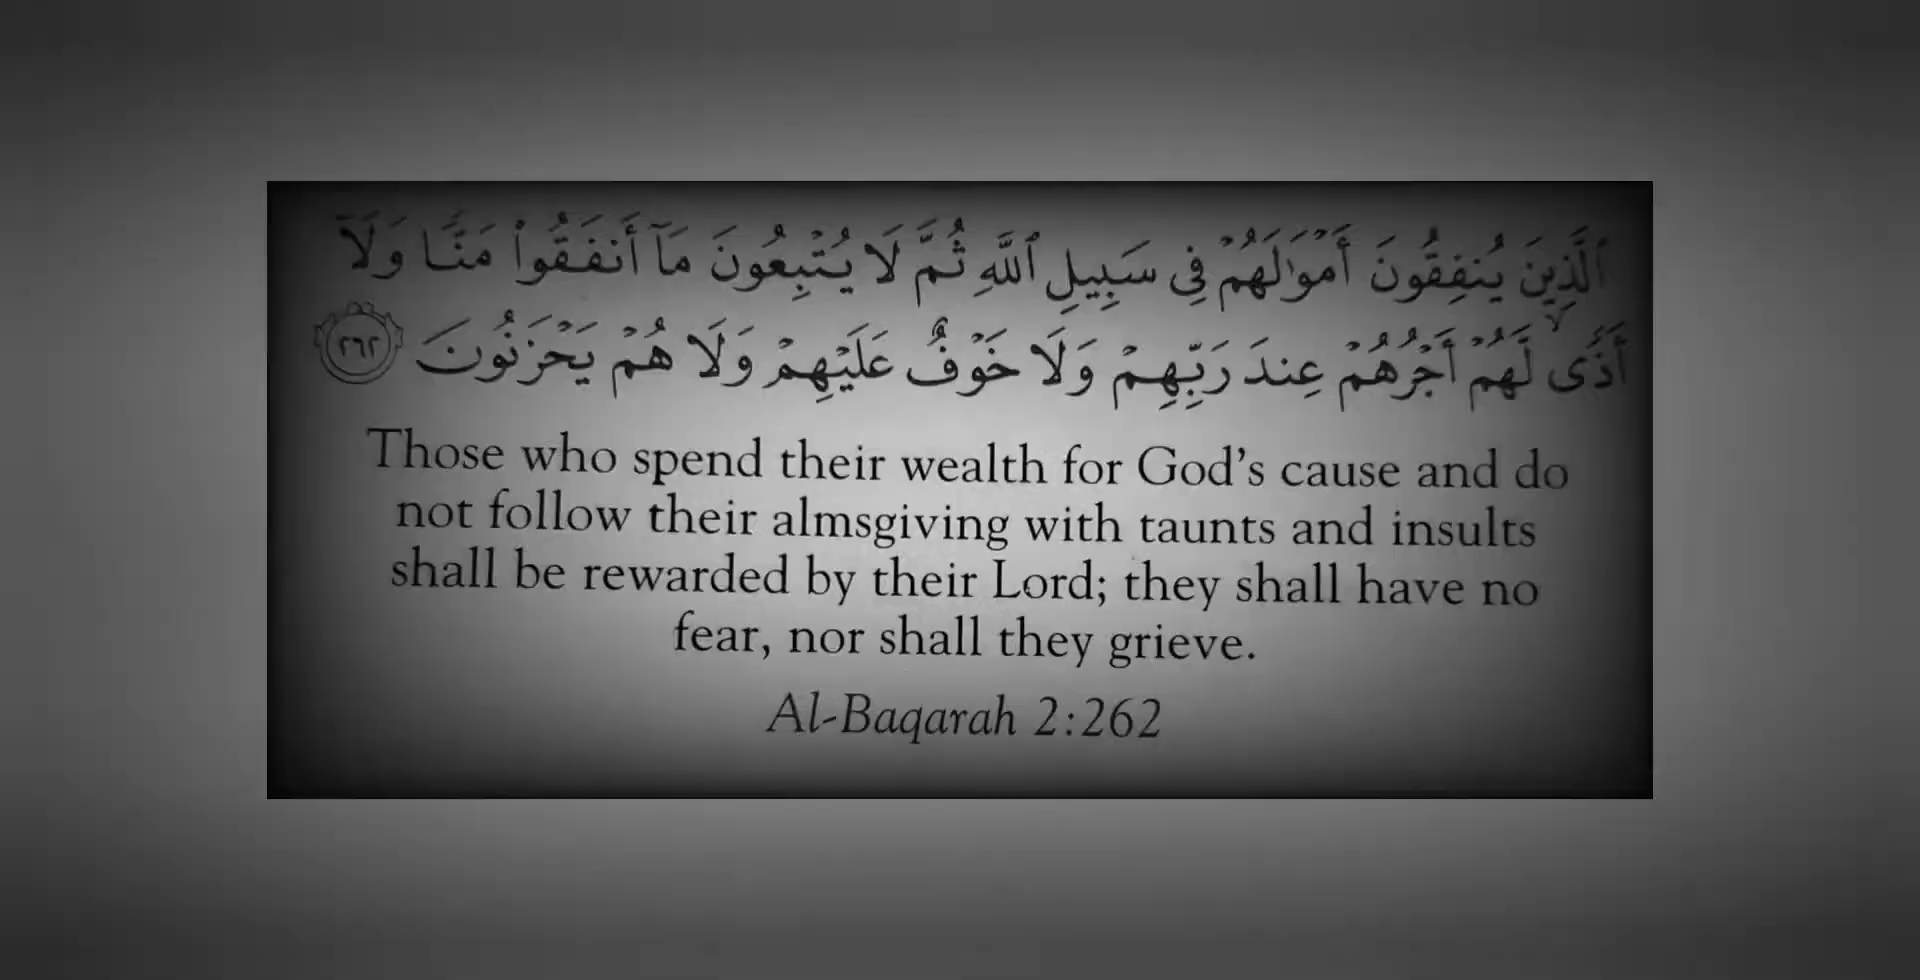 ٱلَّذِينَ يُنفِقُونَ أَمۡوَٰلَهُمۡ فِي سَبِيلِ ٱللَّهِ ثُمَّ لَا يُتۡبِعُونَ مَآ أَنفَقُواْ مَنّٗا وَلَآ
أَذٗى لَّهُمۡ أَجۡرُهُمۡ عِندَ رَبِّهِمۡ وَلَا خَوۡفٌ عَلَيۡهِمۡ وَلَا هُمۡ يَحۡزَنُونَ ٢٦٢
Those who spend their wealth for God's cause and do
not follow their almsgiving with taunts and insults
shall be rewarded by their Lord; they shall have no
fear, nor shall they grieve.
Al-Baqarah 2:262